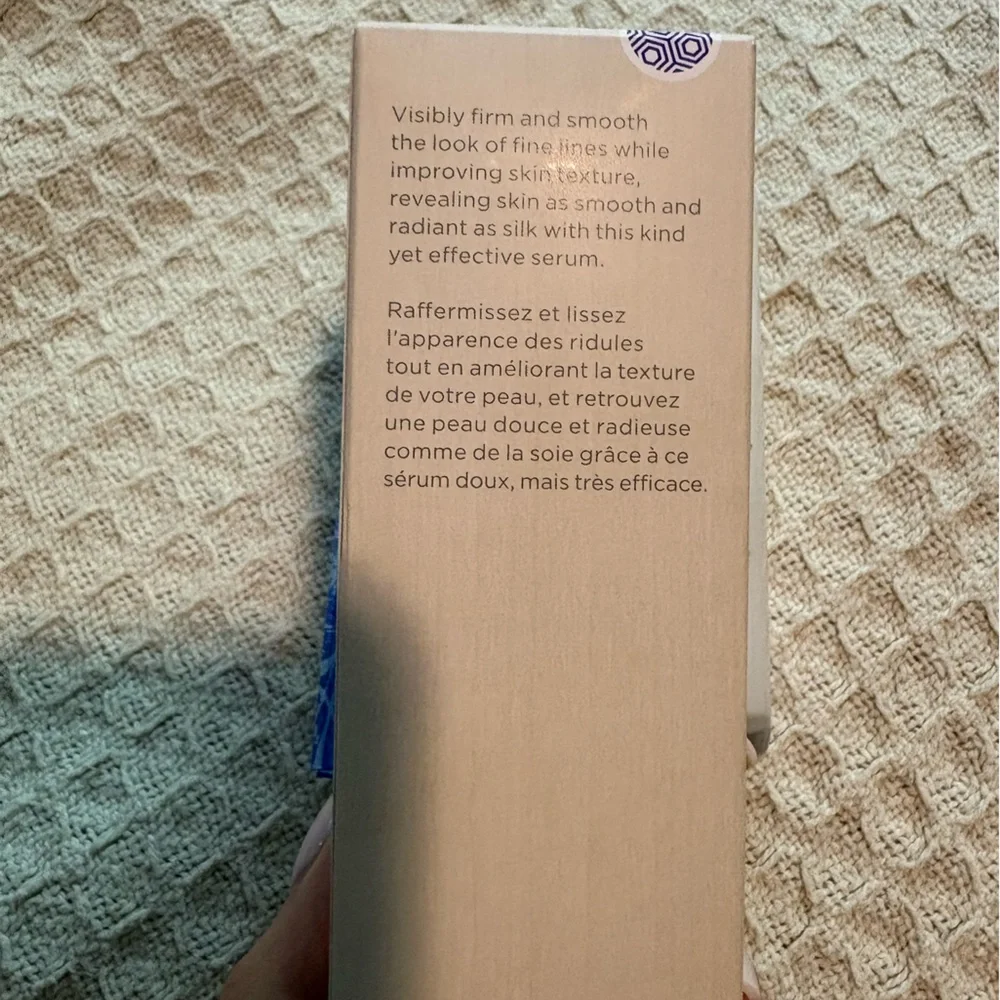 Visibly firm and smooth
the look of fine lines while
improving skin texture,
revealing skin as smooth and
radiant as silk with this kind
yet effective serum.
Raffermissez et lissez
l'apparence des ridules
tout en améliorant la texture
de votre peau, et retrouvez
une peau douce et radieuse
comme de la soie grâce à ce
sérum doux, mais très efficace.